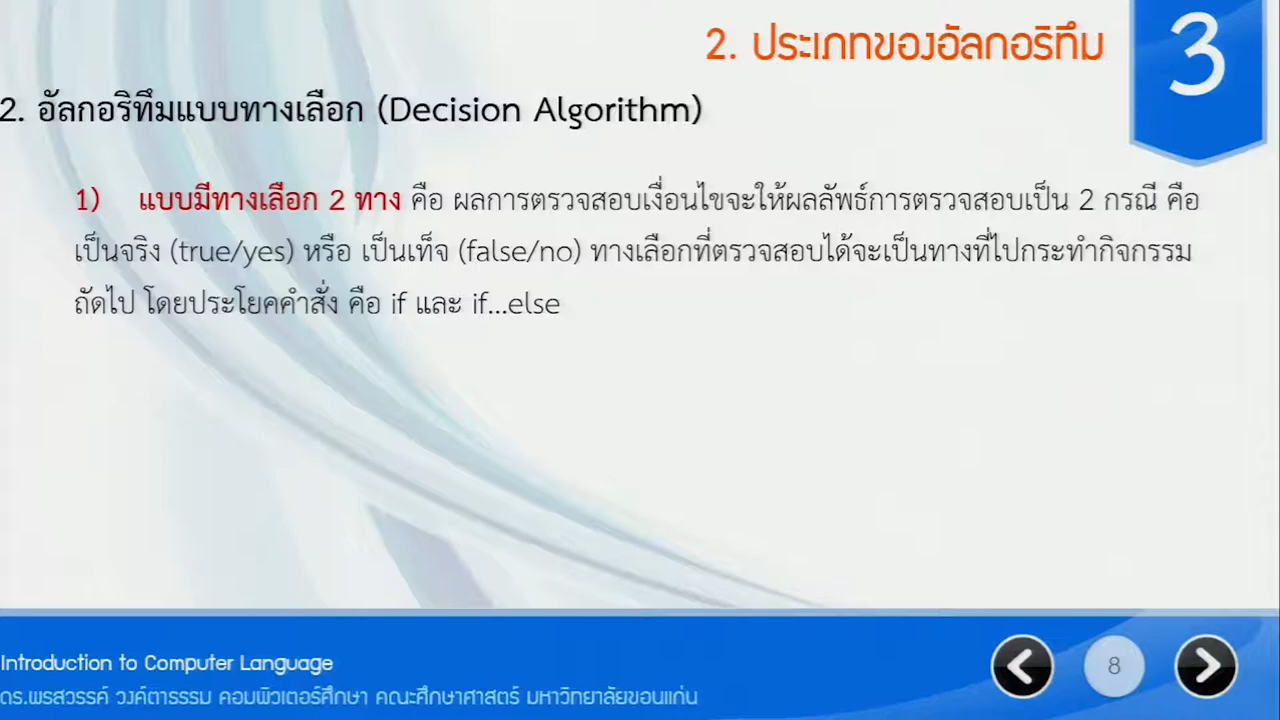 2. ประเภทของอัลกอริทึม
3
2. อัลกอริทึมแบบทางเลือก (Decision Algorithm)
1) แบบมีทางเลือก 2 ทาง คือ ผลการตรวจสอบเงื่อนไขจะให้ผลลัพธ์การตรวจสอบเป็น 2 กรณี คือ
เป็นจริง (true/yes) หรือ เป็นเท็จ (false/no) ทางเลือกที่ตรวจสอบได้จะเป็นทางที่ไปกระทำกิจกรรม
ถัดไป โดยประโยคคำสั่ง คือ if และ if...else
Introduction to Computer Language
8
ดร.พรสวรรค์ วงค์ตาธรรม คอมพิวเตอร์ศึกษา คณะศึกษาศาสตร์ มหาวิทยาลัยขอนแก่น